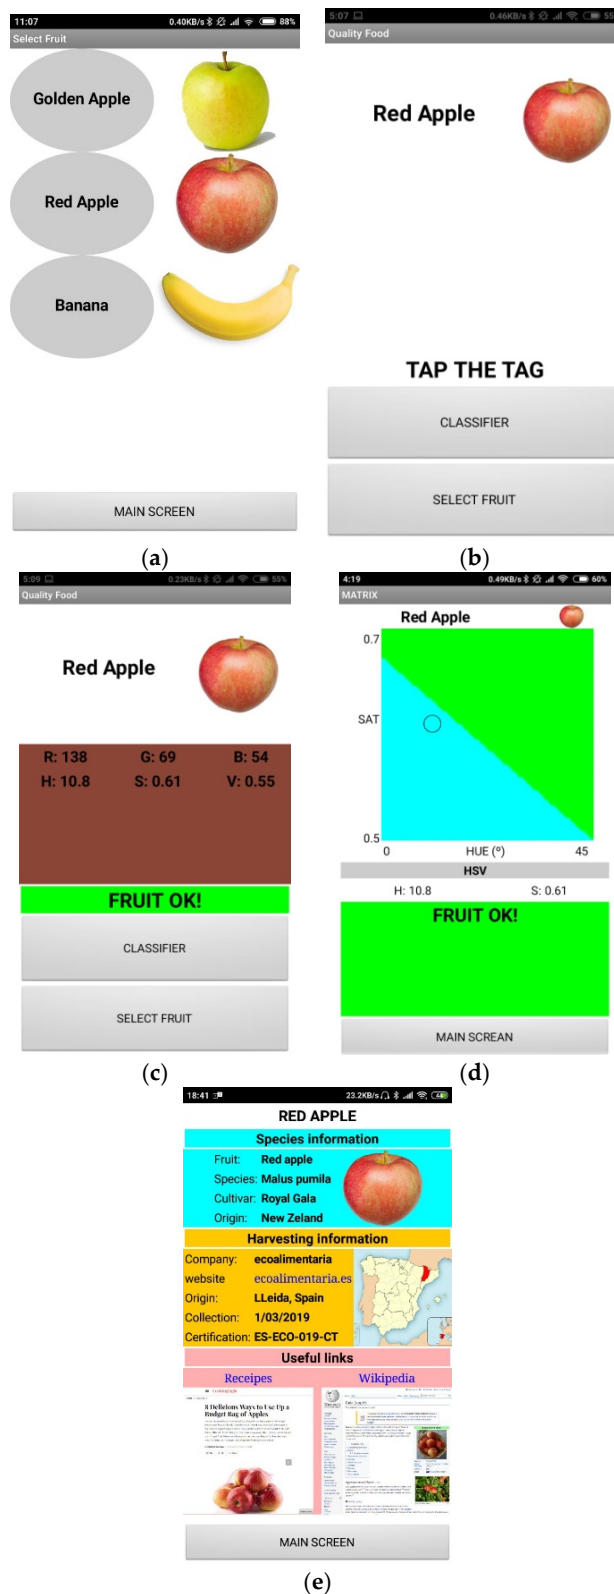 11:07 0.40KB/s 88%
Select Fruit
Golden Apple
Red Apple
Banana
MAIN SCREEN
(a)
5:07 0.46KB/s 55
Quality Food
Red Apple
TAP THE TAG
CLASSIFIER
SELECT FRUIT
(b)
5:09 0.23KB/s 55%
Quality Food
Red Apple
R: 138 G: 69 B: 54
H: 10.8 S: 0.61 V: 0.55
FRUIT OK!
CLASSIFIER
SELECT FRUIT
(c)
4:19 0.49KB/s 60%
MATRIX
Red Apple
0.7
SAT
0.5
0 HUE (º) 45
HSV
H: 10.8 S: 0.61
FRUIT OK!
MAIN SCREAN
(d)
18:41 23.2KB/s
RED APPLE
Species information
Fruit: Red apple
Species: Malus pumila
Cultivar: Royal Gala
Origin: New Zeland
Harvesting information
Company: ecoalimentaria
website ecoalimentaria.es
Origin: LLeida, Spain
Collection: 1/03/2019
Certification: ES-ECO-019-CT
Useful links
Receipes Wikipedia
8 Delicious Ways to Use Up a
Budget Bag of Apples
MAIN SCREEN
(e)